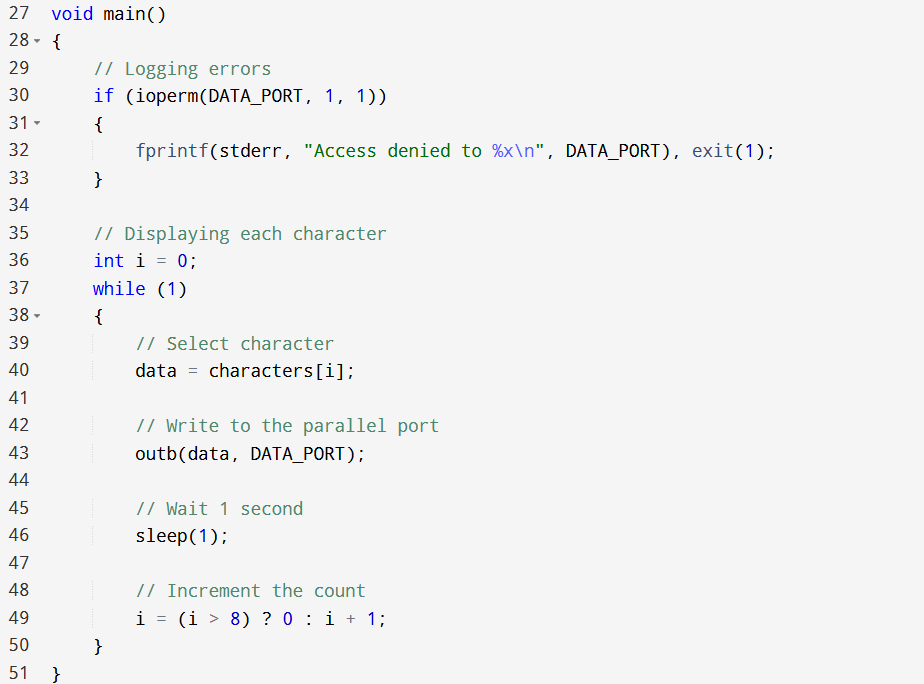 27 void main()
28 {
29     // Logging errors
30     if (ioperm(DATA_PORT, 1, 1))
31     {
32         fprintf(stderr, "Access denied to %x\n", DATA_PORT), exit(1);
33     }
34
35     // Displaying each character
36     int i = 0;
37     while (1)
38     {
39         // Select character
40         data = characters[i];
41
42         // Write to the parallel port
43         outb(data, DATA_PORT);
44
45         // Wait 1 second
46         sleep(1);
47
48         // Increment the count
49         i = (i > 8) ? 0 : i + 1;
50     }
51 }